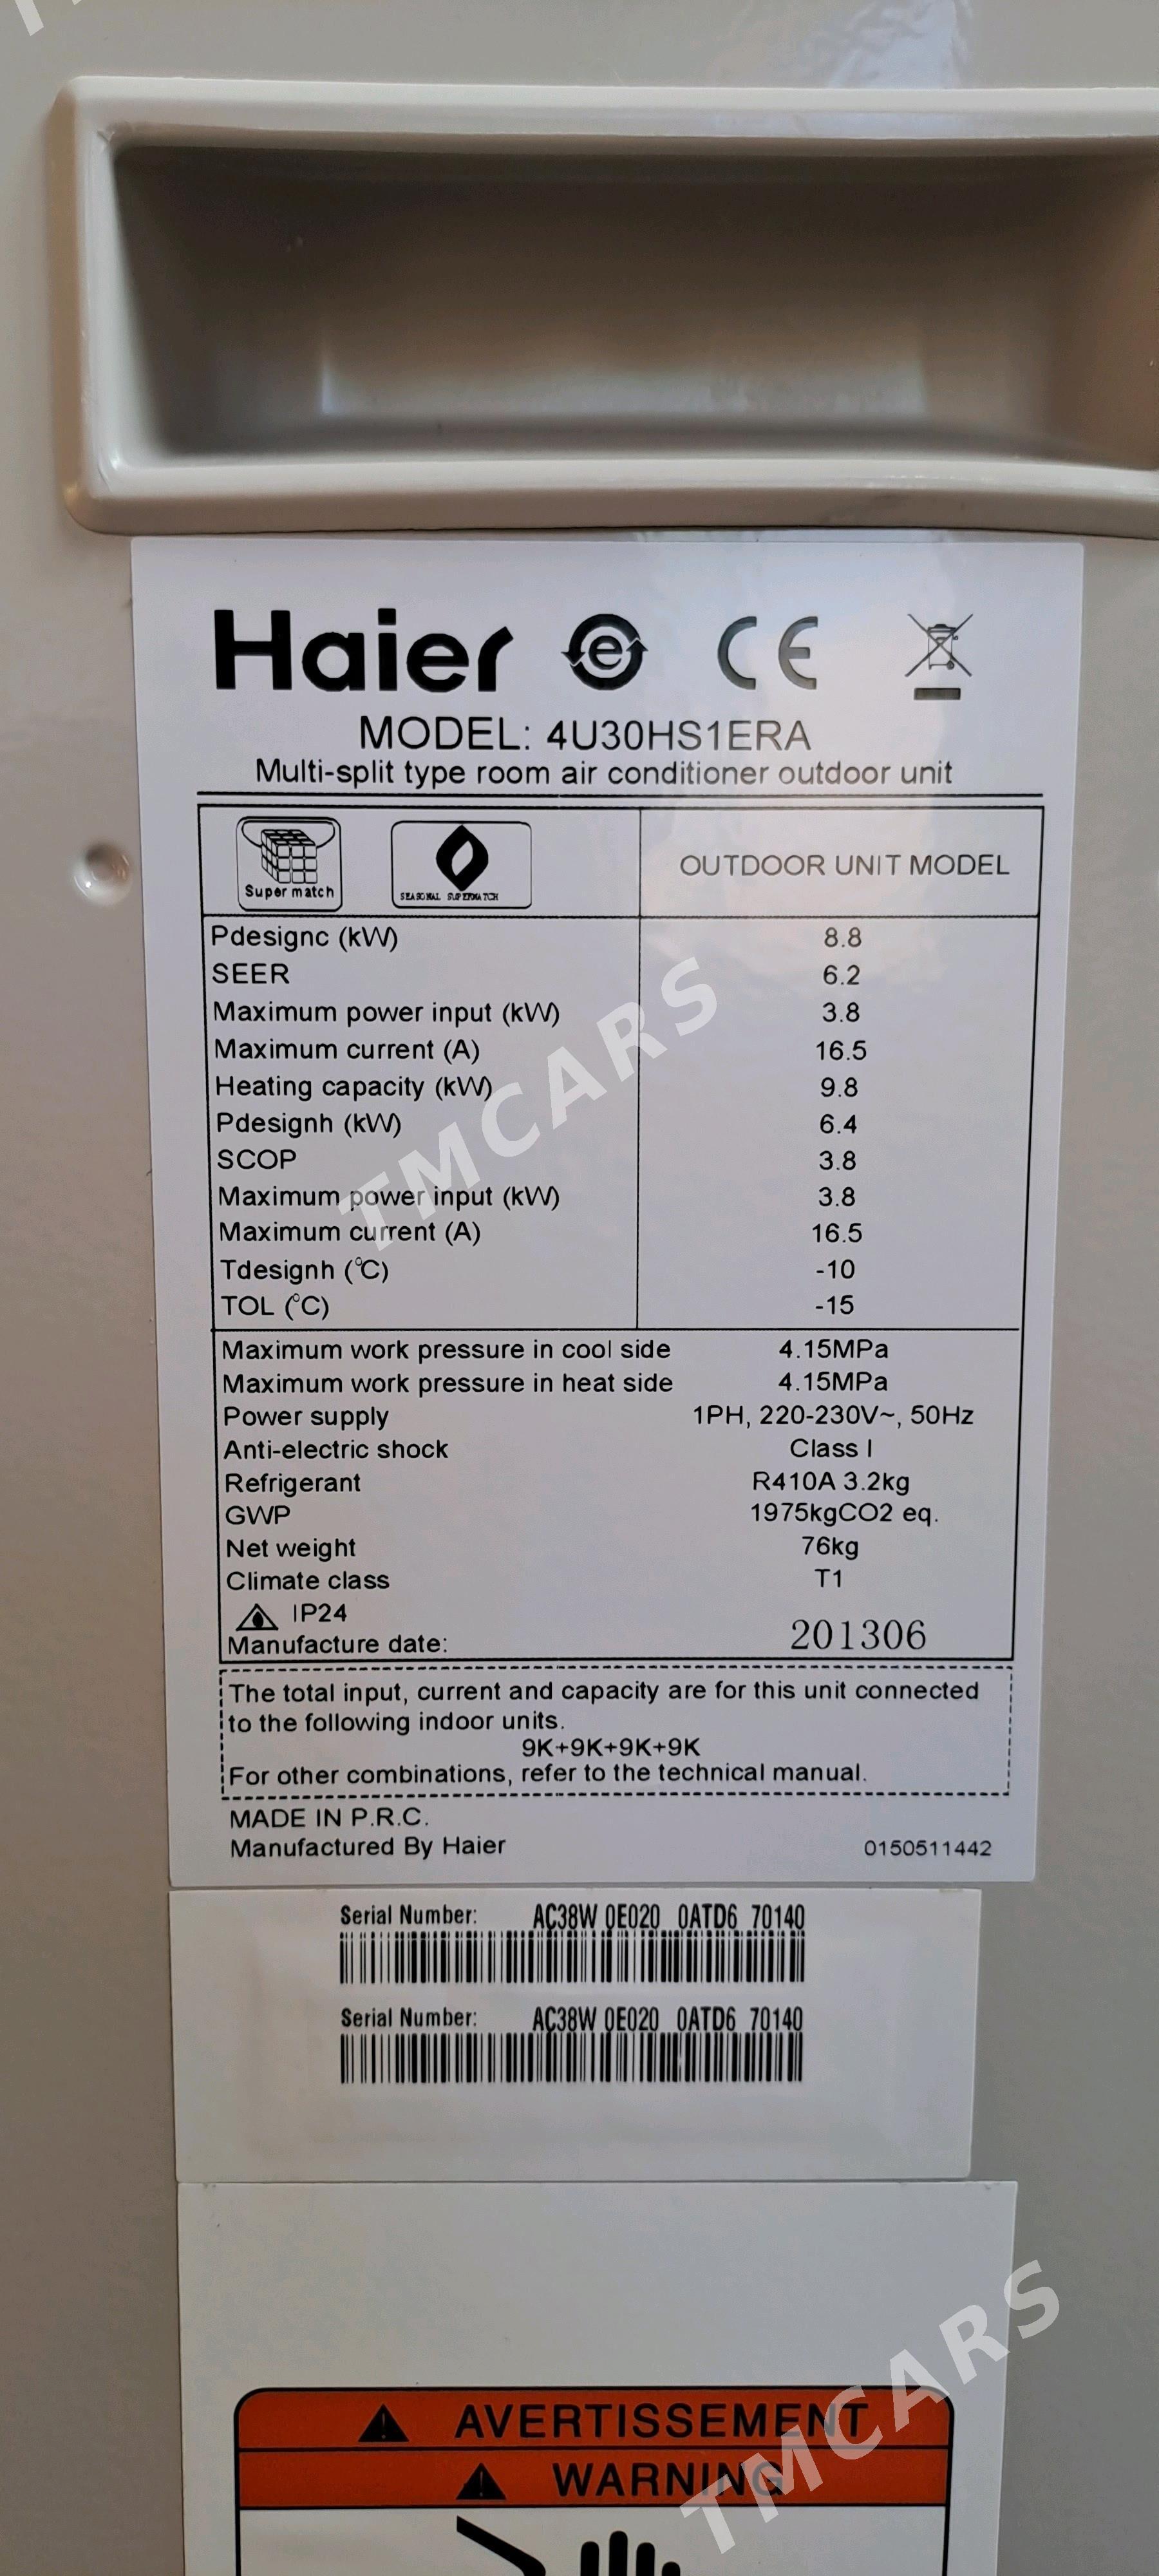 Haier e CE
MODEL: 4U30HS1ERA
Multi-split type room air conditioner outdoor unit
Super match SEASONAL SUPERMATCH OUTDOOR UNIT MODEL
Pdesignc (kW) 8.8
SEER 6.2
Maximum power input (kW) 3.8
Maximum current (A) 16.5
Heating capacity (kW) 9.8
Pdesignh (kW) 6.4
SCOP 3.8
Maximum power input (kW) 3.8
Maximum current (A) 16.5
Tdesignh (℃) -10
TOL (℃) -15
Maximum work pressure in cool side 4.15MPa
Maximum work pressure in heat side 4.15MPa
Power supply 1PH, 220-230V~, 50Hz
Anti-electric shock Class I
Refrigerant R410A 3.2kg
GWP 1975kgCO2 eq.
Net weight 76kg
Climate class T1
IP24
Manufacture date: 201306
The total input, current and capacity are for this unit connected
to the following indoor units.
9K+9K+9K+9K
For other combinations, refer to the technical manual.
MADE IN P.R.C.
Manufactured By Haier 0150511442
Serial Number: AC38W 0E020 0ATD6 70140
Serial Number: AC38W 0E020 0ATD6 70140
AVERTISSEMENT
WARNING
TMCARS
TMCARS